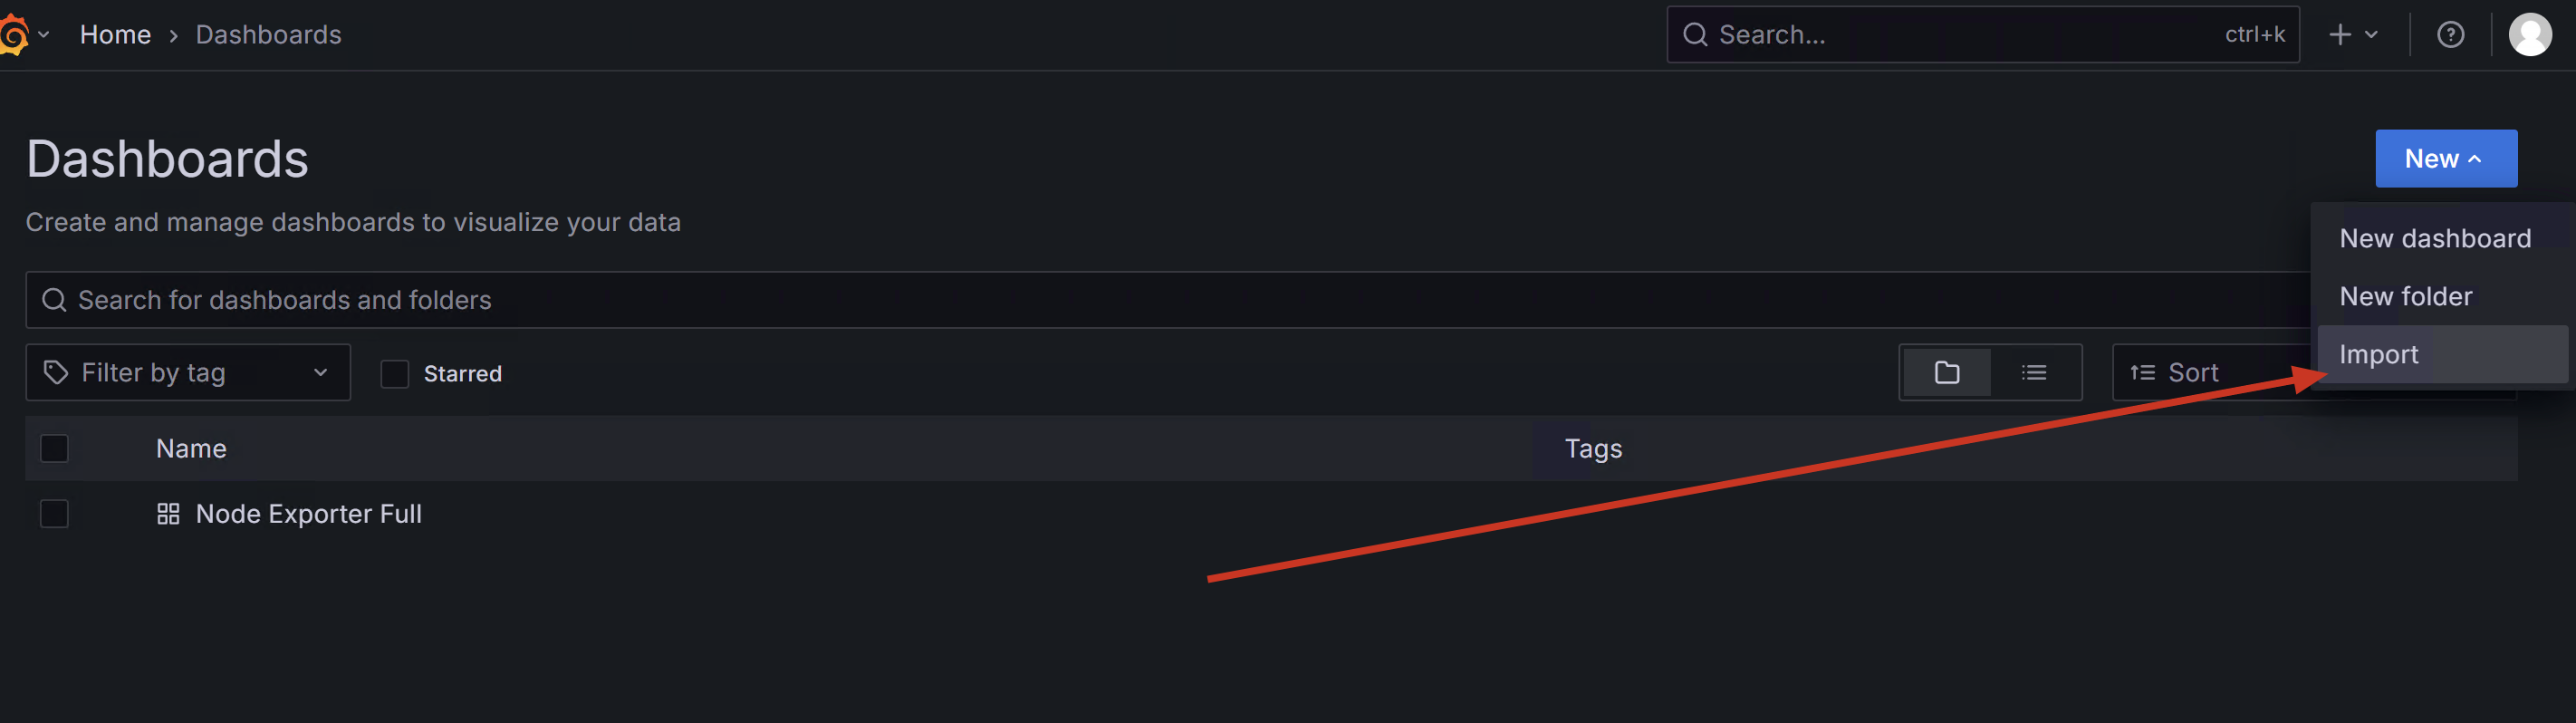 Home › Dashboards
Search...
ctrl+k
Dashboards
New
Create and manage dashboards to visualize your data
New dashboard
New folder
Import
Search for dashboards and folders
Filter by tag
Starred
Sort
Name
Tags
Node Exporter Full